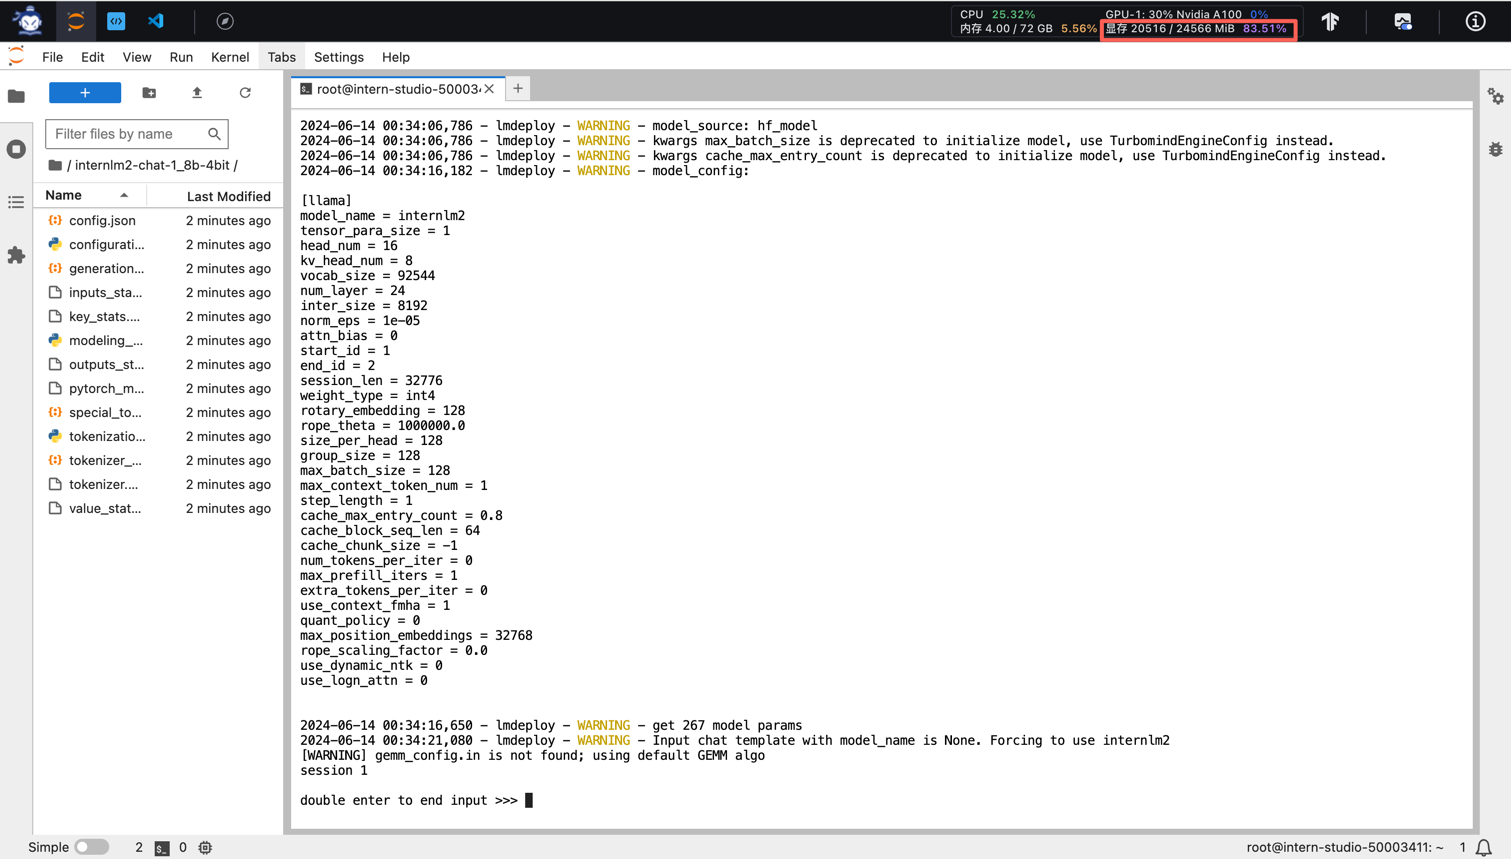 CPU 25.32%
GPU-1: 30% Nvidia A100 0%
内存 4.00 / 72 GB 5.56%
显存 20516 / 24566 MiB 83.51%
File Edit View Run Kernel Tabs Settings Help
root@intern-studio-50003
Filter files by name
/ internlm2-chat-1_8b-4bit /
Name Last Modified
config.json 2 minutes ago
configurati... 2 minutes ago
generation... 2 minutes ago
inputs_sta... 2 minutes ago
key_stats.... 2 minutes ago
modeling_... 2 minutes ago
outputs_st... 2 minutes ago
pytorch_m... 2 minutes ago
special_to... 2 minutes ago
tokenizatio... 2 minutes ago
tokenizer_... 2 minutes ago
tokenizer.... 2 minutes ago
value_stat... 2 minutes ago
2024-06-14 00:34:06,786 - lmdeploy - WARNING - model_source: hf_model
2024-06-14 00:34:06,786 - lmdeploy - WARNING - kwargs max_batch_size is deprecated to initialize model, use TurbomindEngineConfig instead.
2024-06-14 00:34:06,786 - lmdeploy - WARNING - kwargs cache_max_entry_count is deprecated to initialize model, use TurbomindEngineConfig instead.
2024-06-14 00:34:16,182 - lmdeploy - WARNING - model_config:
[llama]
model_name = internlm2
tensor_para_size = 1
head_num = 16
kv_head_num = 8
vocab_size = 92544
num_layer = 24
inter_size = 8192
norm_eps = 1e-05
attn_bias = 0
start_id = 1
end_id = 2
session_len = 32776
weight_type = int4
rotary_embedding = 128
rope_theta = 1000000.0
size_per_head = 128
group_size = 128
max_batch_size = 128
max_context_token_num = 1
step_length = 1
cache_max_entry_count = 0.8
cache_block_seq_len = 64
cache_chunk_size = -1
num_tokens_per_iter = 0
max_prefill_iters = 1
extra_tokens_per_iter = 0
use_context_fmha = 1
quant_policy = 0
max_position_embeddings = 32768
rope_scaling_factor = 0.0
use_dynamic_ntk = 0
use_logn_attn = 0
2024-06-14 00:34:16,650 - lmdeploy - WARNING - get 267 model params
2024-06-14 00:34:21,080 - lmdeploy - WARNING - Input chat template with model_name is None. Forcing to use internlm2
[WARNING] gemm_config.in is not found; using default GEMM algo
session 1
double enter to end input >>>
Simple 2 $_ 0
root@intern-studio-50003411: ~ 1